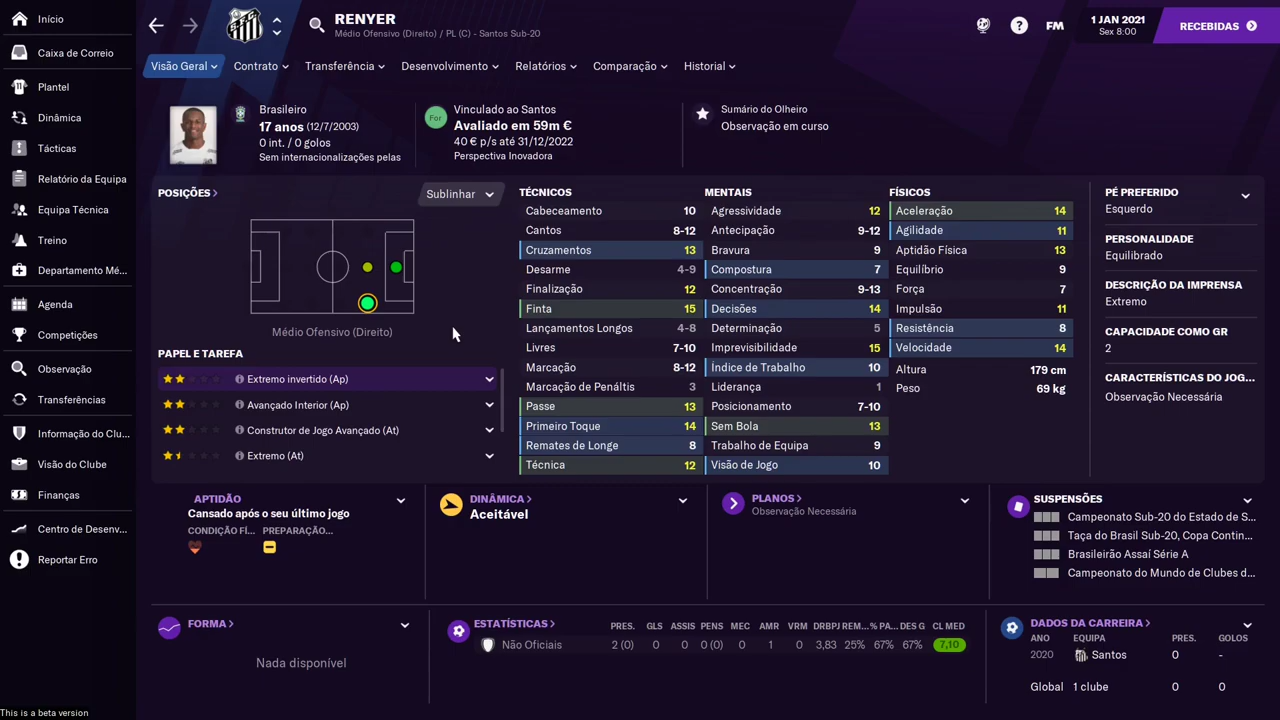 Início
Caixa de Correio
Plantel
Dinâmica
Tácticas
Relatório da Equipa
Equipa Técnica
Treino
Departamento Mé...
Agenda
Competições
Observação
Transferências
Informação do Clu...
Visão do Clube
Finanças
Centro de Desenv...
Reportar Erro
This is a beta version
RENYER
Médio Ofensivo (Direito) / PL (C) - Santos Sub-20
?
FM
1 JAN 2021
Sex 8:00
RECEBIDAS
Visão Geral
Contrato
Transferência
Desenvolvimento
Relatórios
Comparação
Historial
Brasileiro
17 anos (12/7/2003)
0 int. / 0 golos
Sem internacionalizações pelas
For
Vinculado ao Santos
Avaliado em 59m €
40 € p/s até 31/12/2022
Perspectiva Inovadora
Sumário do Olheiro
Observação em curso
POSIÇÕES
Sublinhar
Médio Ofensivo (Direito)
PAPEL E TAREFA
Extremo invertido (Ap)
Avançado Interior (Ap)
Construtor de Jogo Avançado (At)
Extremo (At)
TÉCNICOS
Cabeceamento 10
Cantos 8-12
Cruzamentos 13
Desarme 4-9
Finalização 12
Finta 15
Lançamentos Longos 4-8
Livres 7-10
Marcação 8-12
Marcação de Penáltis 3
Passe 13
Primeiro Toque 14
Remates de Longe 8
Técnica 12
MENTAIS
Agressividade 12
Antecipação 9-12
Bravura 9
Compostura 7
Concentração 9-13
Decisões 14
Determinação 5
Imprevisibilidade 15
Índice de Trabalho 10
Liderança 1
Posicionamento 7-10
Sem Bola 13
Trabalho de Equipa 9
Visão de Jogo 10
FÍSICOS
Aceleração 14
Agilidade 11
Aptidão Física 13
Equilíbrio 9
Força 7
Impulsão 11
Resistência 8
Velocidade 14
Altura 179 cm
Peso 69 kg
PÉ PREFERIDO
Esquerdo
PERSONALIDADE
Equilibrado
DESCRIÇÃO DA IMPRENSA
Extremo
CAPACIDADE COMO GR
2
CARACTERÍSTICAS DO JOG...
Observação Necessária
APTIDÃO
Cansado após o seu último jogo
CONDIÇÃO FÍ... PREPARAÇÃO...
DINÂMICA
Aceitável
PLANOS
Observação Necessária
SUSPENSÕES
Campeonato Sub-20 do Estado de S...
Taça do Brasil Sub-20, Copa Contin...
Brasileirão Assaí Série A
Campeonato do Mundo de Clubes d...
FORMA
Nada disponível
ESTATÍSTICAS PRES. GLS ASSIS PENS MEC AMR VRM DRBPJ REM... % PA... DES G CL MED
Não Oficiais 2 (0) 0 0 0 (0) 0 1 0 3,83 25% 67% 67% 7,10
DADOS DA CARREIRA
ANO EQUIPA PRES. GOLOS
2020 Santos 0 -
Global 1 clube 0 0